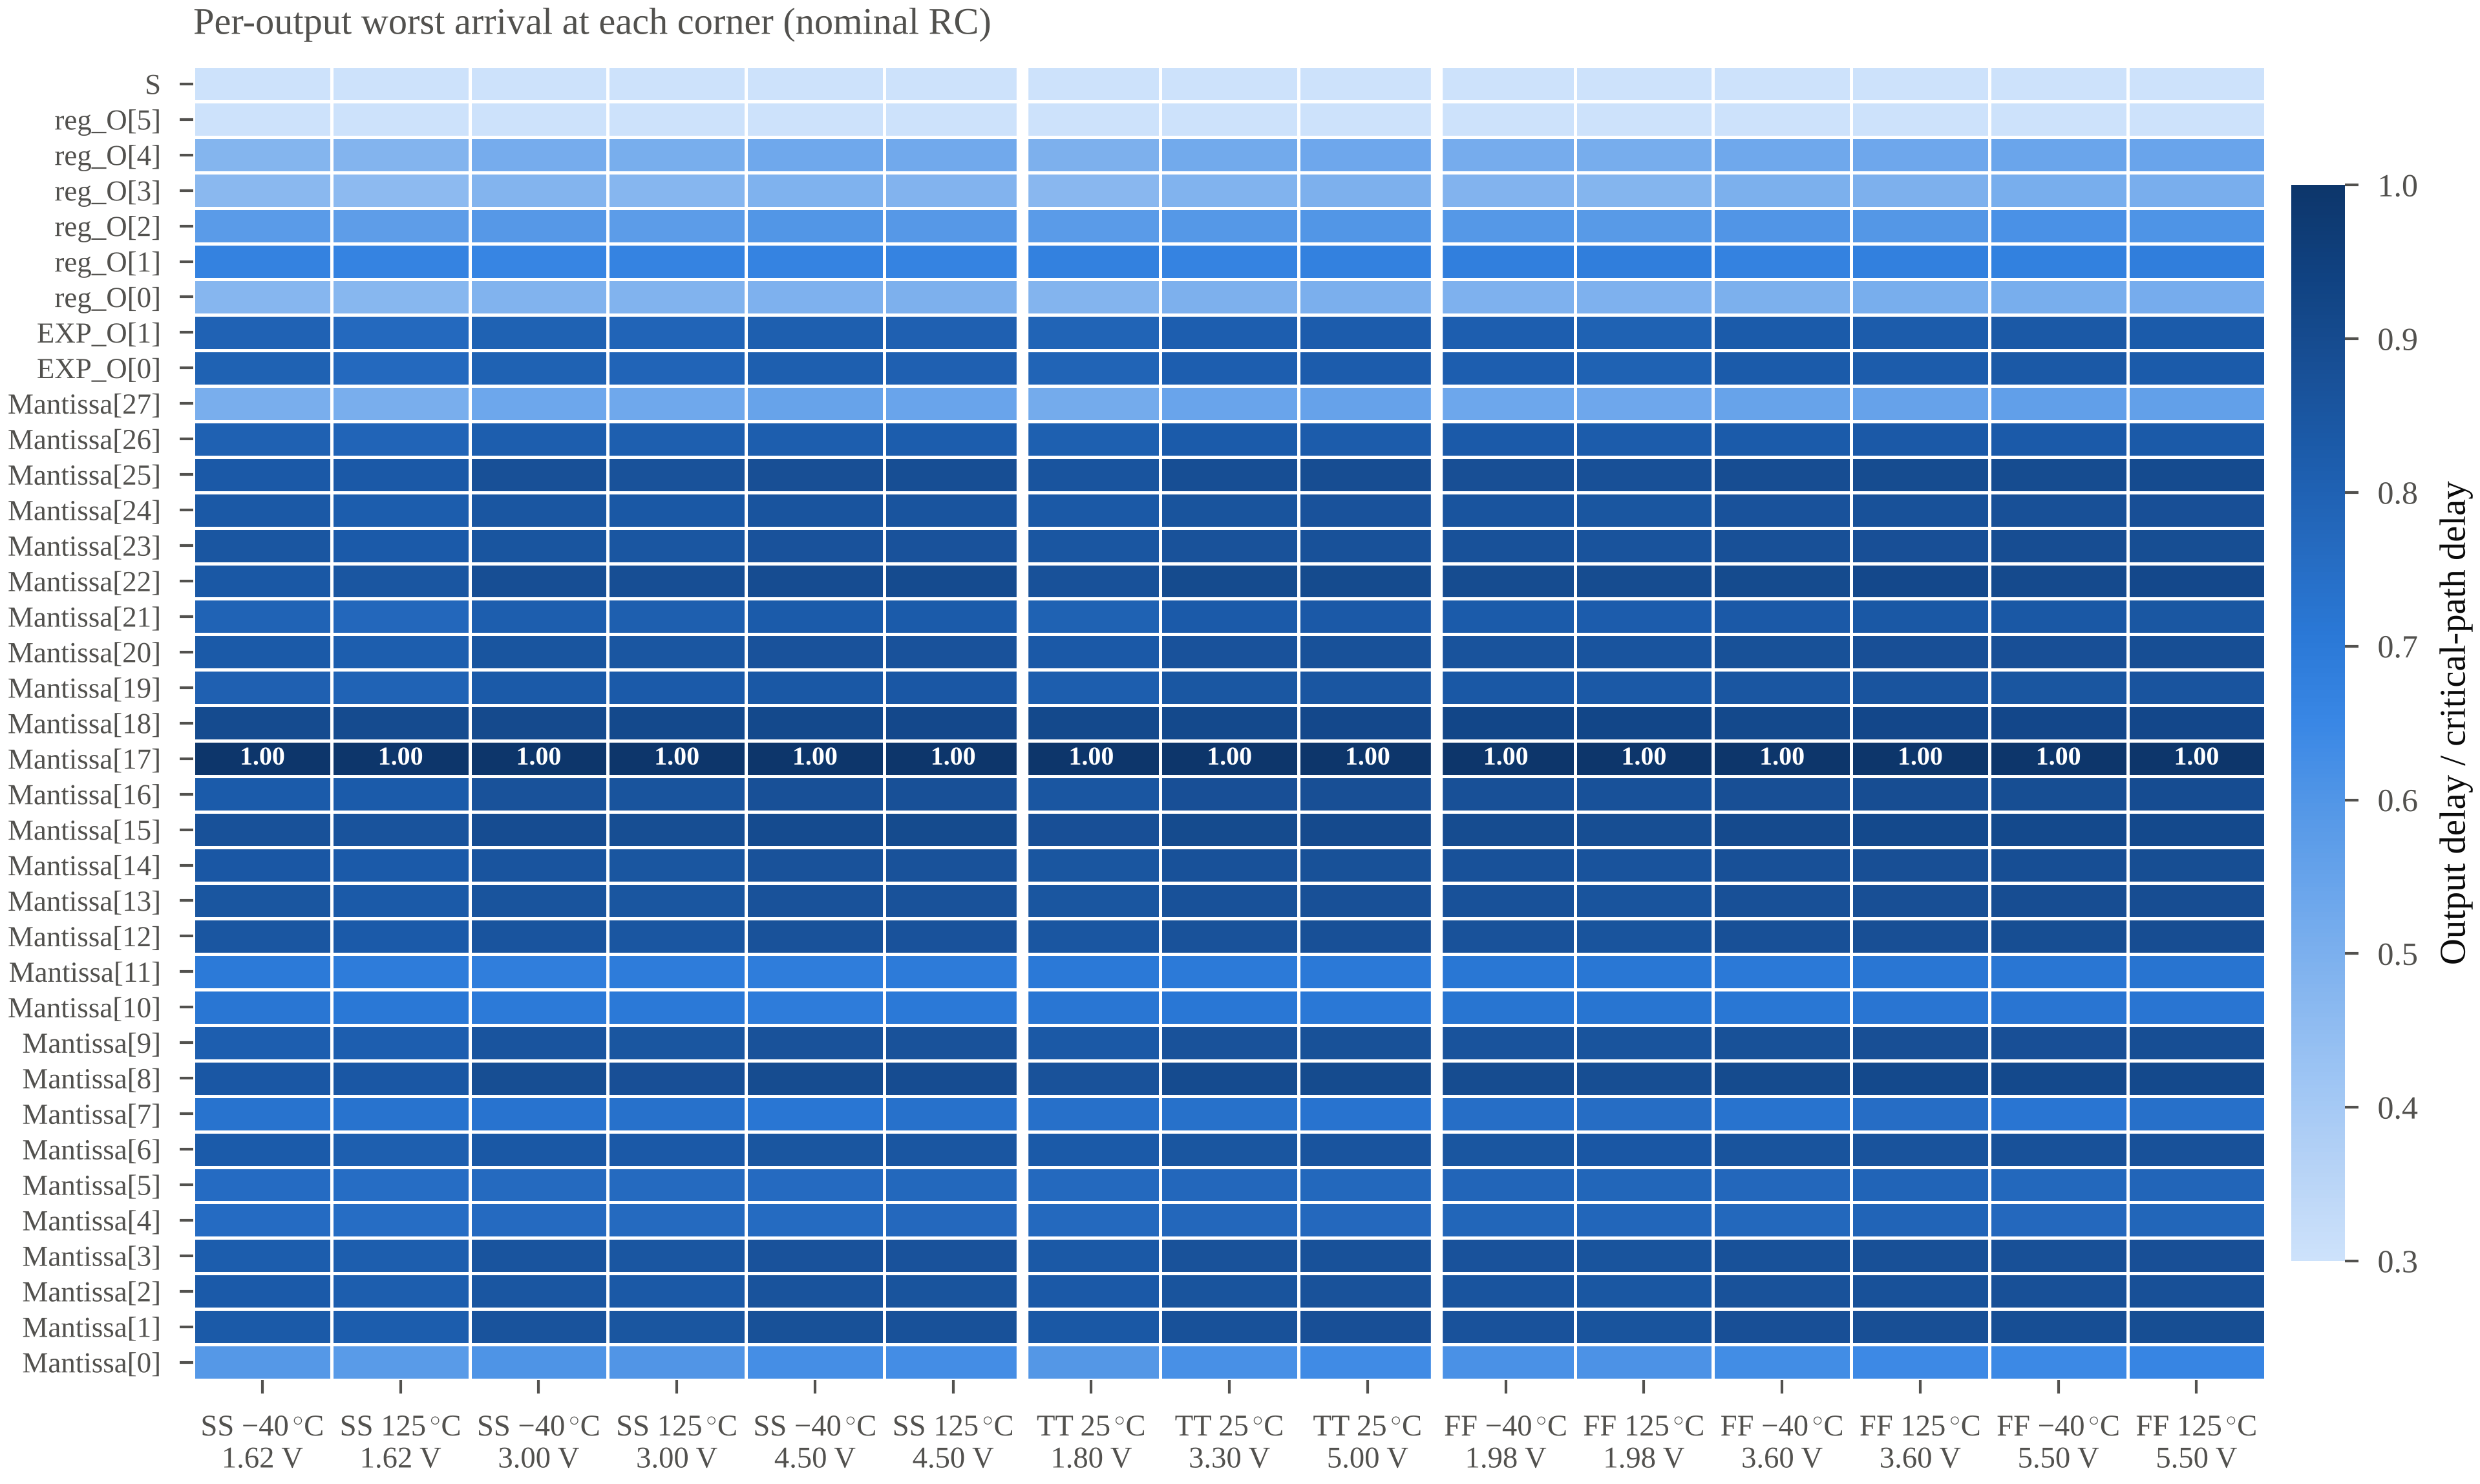 Per-output worst arrival at each corner (nominal RC)
S
reg_O[5]
reg_O[4]
reg_O[3]
reg_O[2]
reg_O[1]
reg_O[0]
EXP_O[1]
EXP_O[0]
Mantissa[27]
Mantissa[26]
Mantissa[25]
Mantissa[24]
Mantissa[23]
Mantissa[22]
Mantissa[21]
Mantissa[20]
Mantissa[19]
Mantissa[18]
Mantissa[17] 1.00 1.00 1.00 1.00 1.00 1.00 1.00 1.00 1.00 1.00 1.00 1.00 1.00 1.00 1.00
Mantissa[16]
Mantissa[15]
Mantissa[14]
Mantissa[13]
Mantissa[12]
Mantissa[11]
Mantissa[10]
Mantissa[9]
Mantissa[8]
Mantissa[7]
Mantissa[6]
Mantissa[5]
Mantissa[4]
Mantissa[3]
Mantissa[2]
Mantissa[1]
Mantissa[0]
SS −40°C SS 125°C SS −40°C SS 125°C SS −40°C SS 125°C TT 25°C TT 25°C TT 25°C FF −40°C FF 125°C FF −40°C FF 125°C FF −40°C FF 125°C
1.62 V 1.62 V 3.00 V 3.00 V 4.50 V 4.50 V 1.80 V 3.30 V 5.00 V 1.98 V 1.98 V 3.60 V 3.60 V 5.50 V 5.50 V
1.0
0.9
0.8
0.7
0.6
0.5
0.4
0.3
Output delay / critical-path delay